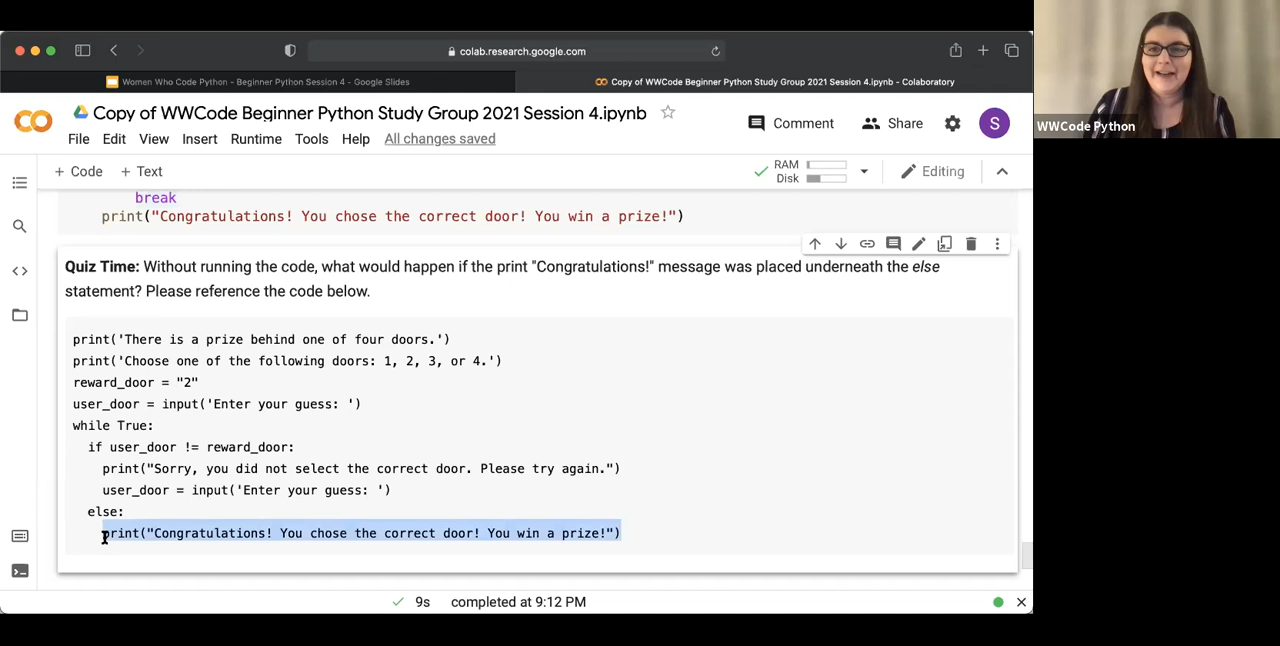 colab.research.google.com
Women Who Code Python - Beginner Python Session 4 - Google Slides
Copy of WWCode Beginner Python Study Group 2021 Session 4.ipynb - Colaboratory
WWCode Python
Copy of WWCode Beginner Python Study Group 2021 Session 4.ipynb
Comment
Share
S
File Edit View Insert Runtime Tools Help All changes saved
+ Code + Text
RAM
Disk
Editing
break
print("Congratulations! You chose the correct door! You win a prize!")
Quiz Time: Without running the code, what would happen if the print "Congratulations!" message was placed underneath the else
statement? Please reference the code below.
print('There is a prize behind one of four doors.')
print('Choose one of the following doors: 1, 2, 3, or 4.')
reward_door = "2"
user_door = input('Enter your guess: ')
while True:
if user_door != reward_door:
print("Sorry, you did not select the correct door. Please try again.")
user_door = input('Enter your guess: ')
else:
print("Congratulations! You chose the correct door! You win a prize!")
9s completed at 9:12 PM